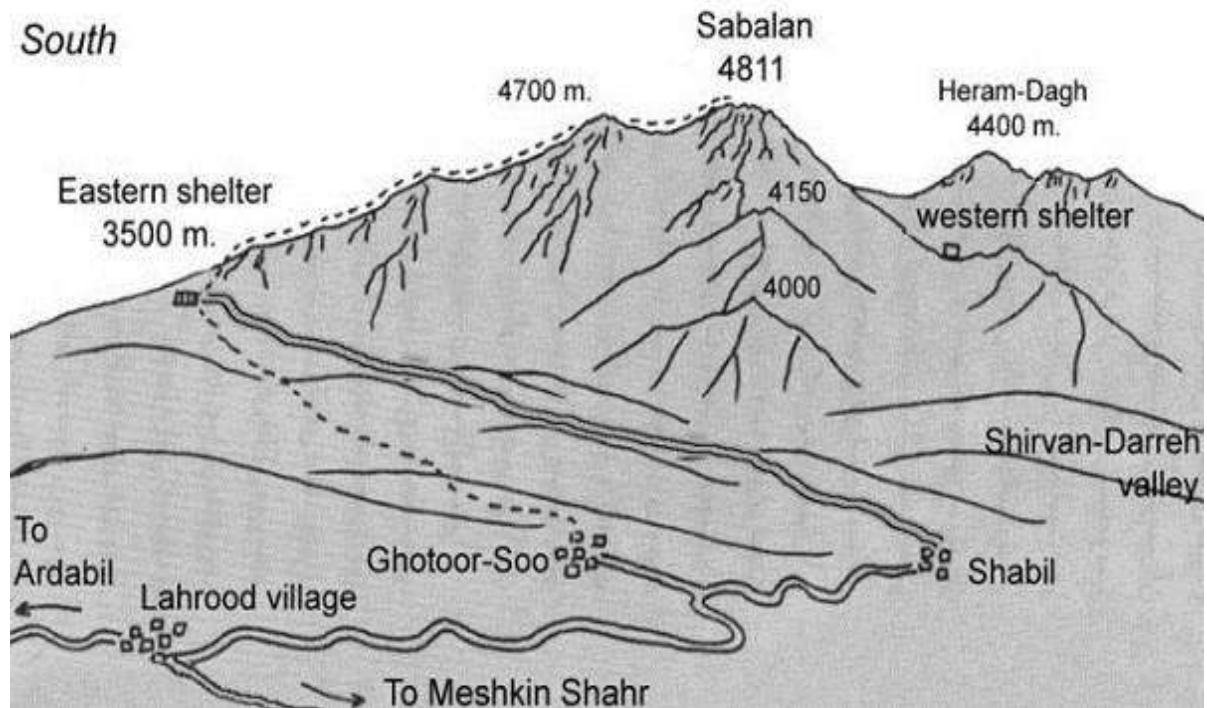 South
Sabalan
4811
4700 m.
Heram-Dagh
4400 m.
Eastern shelter
3500 m.
4150
western shelter
4000
Shirvan-Darreh
valley
To
Ardabil
Ghotoor-Soo
Shabil
Lahrood village
To Meshkin Shahr